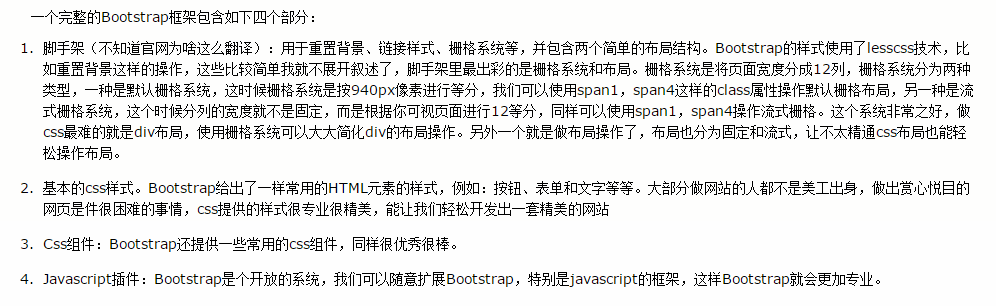 一个完整的Bootstrap框架包含如下四个部分：
1. 脚手架（不知道官网为啥这么翻译）：用于重置背景、链接样式、栅格系统等，并包含两个简单的布局结构。Bootstrap的样式使用了lesscss技术，比
如重置背景这样的操作，这些比较简单我就不展开叙述了，脚手架里最出彩的是栅格系统和布局。栅格系统是将页面宽度分成12列，栅格系统分为两种
类型，一种是默认栅格系统，这时候栅格系统是按940px像素进行等分，我们可以使用span1，span4这样的class属性操作默认栅格布局，另一种是流
式栅格系统，这个时候分列的宽度就不是固定，而是根据你可视页面进行12等分，同样可以使用span1，span4操作流式栅格。这个系统非常之好，做
css最难的就是div布局，使用栅格系统可以大大简化div的布局操作。另外一个就是做布局操作了，布局也分为固定和流式，让不太精通css布局也能轻
松操作布局。
2. 基本的css样式。Bootstrap给出了一样常用的HTML元素的样式，例如：按钮、表单和文字等等。大部分做网站的人都不是美工出身，做出赏心悦目的
网页是件很困难的事情，css提供的样式很专业很精美，能让我们轻松开发出一套精美的网站
3. Css组件：Bootstrap还提供一些常用的css组件，同样很优秀很棒。
4. Javascript插件：Bootstrap是个开放的系统，我们可以随意扩展Bootstrap，特别是javascript的框架，这样Bootstrap就会更加专业。